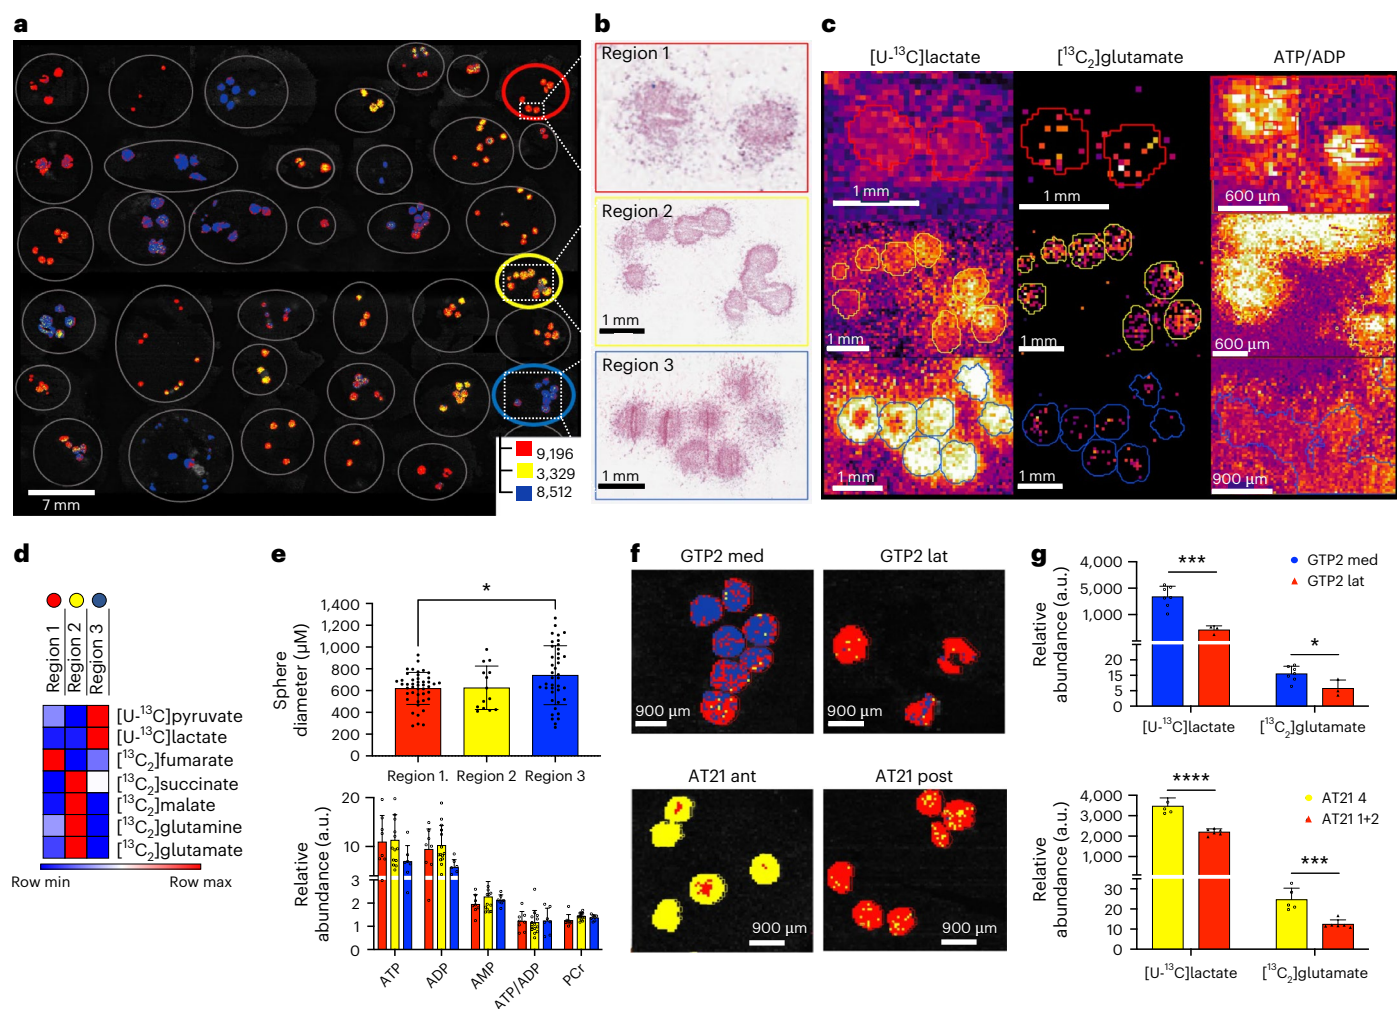 a
7 mm
9,196
3,329
8,512
b
Region 1
1 mm
Region 2
1 mm
Region 3
1 mm
c
[U-¹³C]lactate
[¹³C₂]glutamate
ATP/ADP
1 mm
1 mm
600 µm
1 mm
1 mm
600 µm
1 mm
1 mm
900 µm
d
Region 1
Region 2
Region 3
[U-¹³C]pyruvate
[U-¹³C]lactate
[¹³C₂]fumarate
[¹³C₂]succinate
[¹³C₂]malate
[¹³C₂]glutamine
[¹³C₂]glutamate
Row min
Row max
e
Sphere
diameter (µM)
1,400
1,200
1,000
800
600
400
200
0
*
Region 1.
Region 2
Region 3
Relative
abundance (a.u.)
20
10
3
2
1
0
ATP
ADP
AMP
ATP/ADP
PCr
f
GTP2 med
GTP2 lat
900 µm
900 µm
AT21 ant
AT21 post
900 µm
900 µm
g
Relative
abundance (a.u.)
4,000
5,000
1,000
20
15
5
0
***
*
GTP2 med
GTP2 lat
[U-¹³C]lactate
[¹³C₂]glutamate
Relative
abundance (a.u.)
4,000
3,000
2,000
1,000
30
20
10
0
****
***
AT21 4
AT21 1+2
[U-¹³C]lactate
[¹³C₂]glutamate